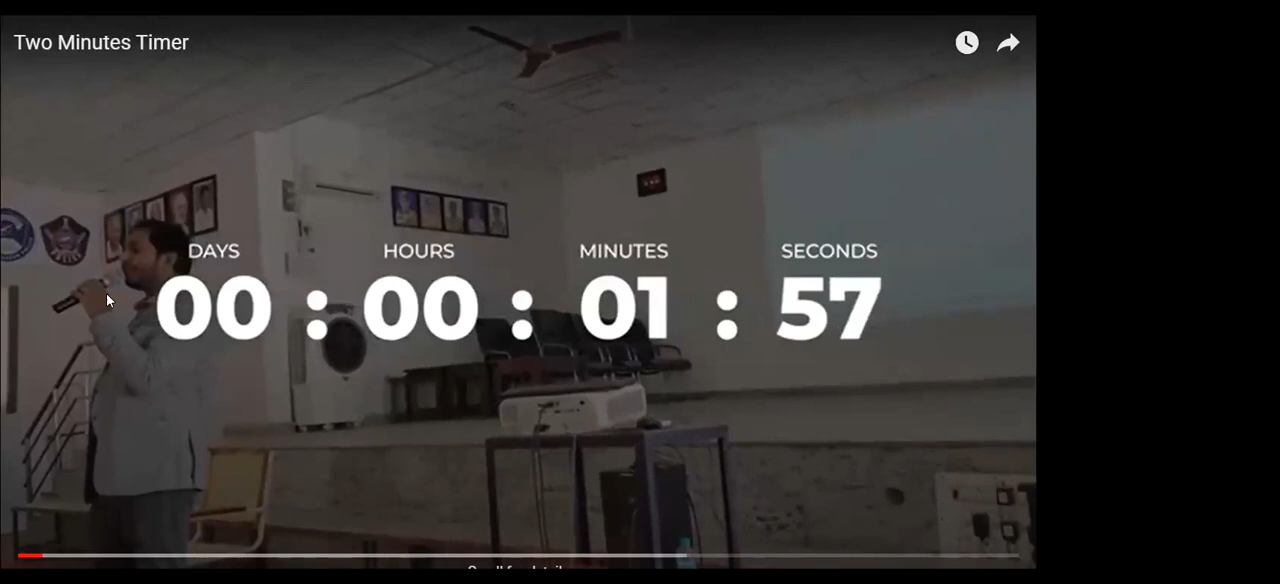 Two Minutes Timer
DAYS HOURS MINUTES SECONDS
00 : 00 : 01 : 57